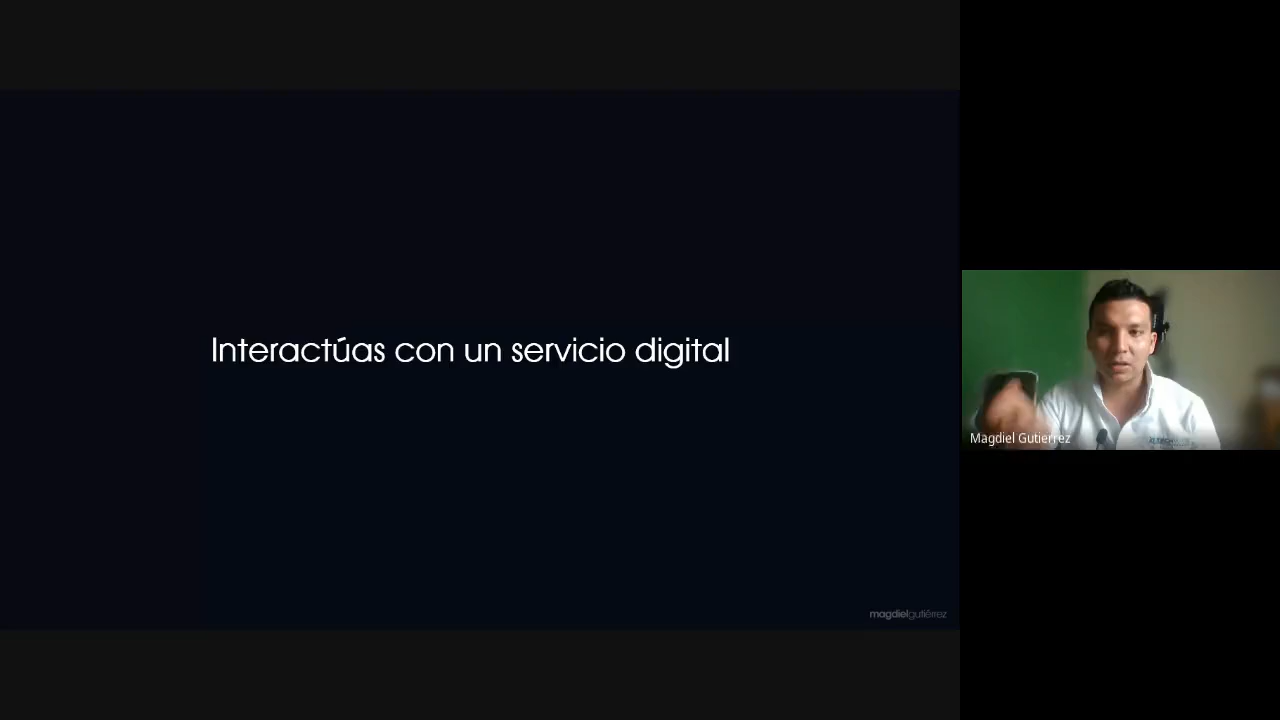 Interactúas con un servicio digital
magdielgutiérrez
Magdiel Gutierrez